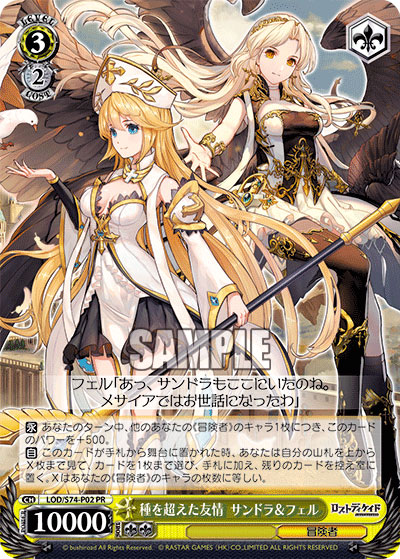 LEVEL
3
2
COST
SAMPLE
フェル「あっ、サンドラもここにいたのね。
メサイアではお世話になったわ」
永 あなたのターン中、他のあなたの《冒険者》のキャラ1枚につき、このカード
のパワーを+500。
自 このカードが手札から舞台に置かれた時、あなたは自分の山札を上から
X枚まで見て、カードを1枚まで選び、手札に加え、残りのカードを控室に
置く。Xはあなたの《冒険者》のキャラの枚数に等しい。
CH LOD/S74-P02 PR
10000
種を超えた友情 サンドラ&フェル
ロストディケイド
冒険者
© bushiroad All Rights Reserved. © RASTAR GAMES (HK) CO.,LIMITED ALL RIGHTS RESERVED.